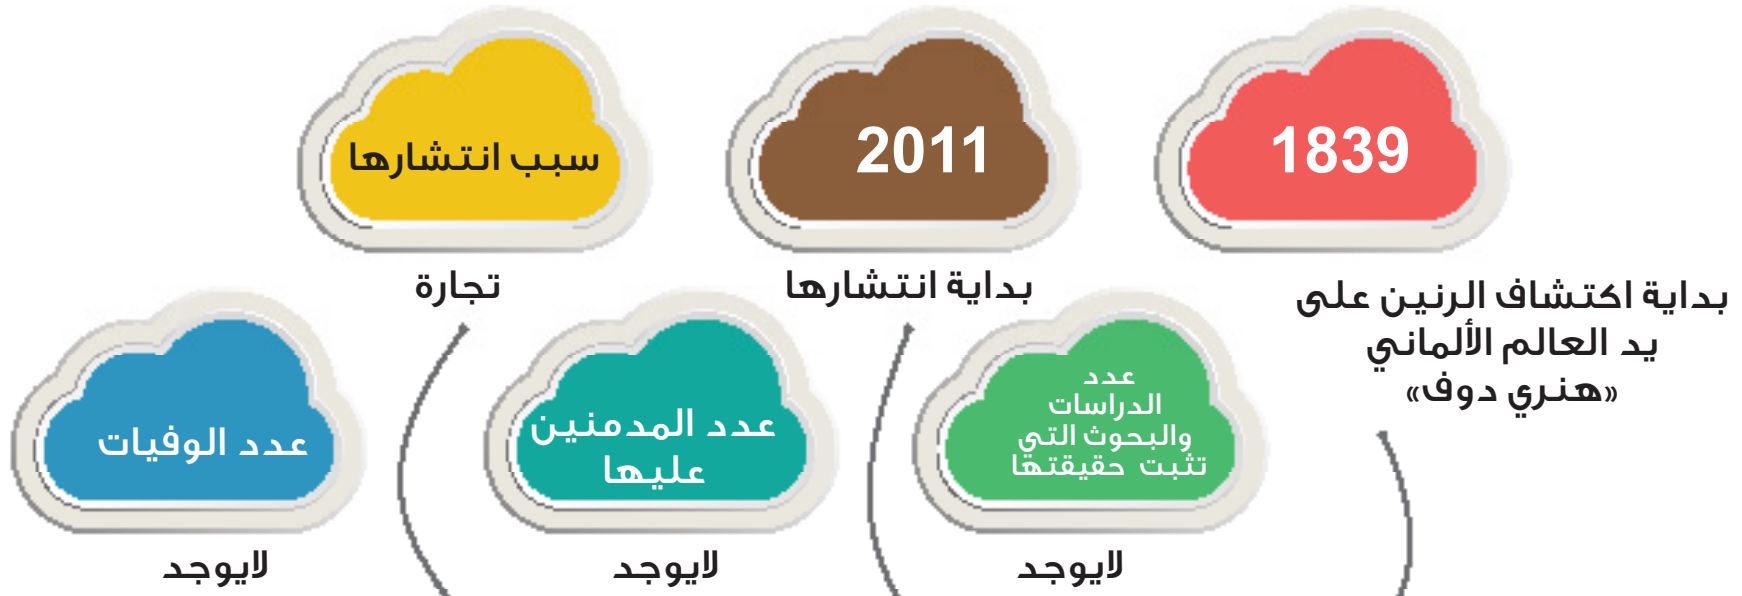 1839
بداية اكتشاف الرنين على
يد العالم الألماني
«هنري دوف»
2011
بداية انتشارها
سبب انتشارها
تجارة
عدد
الدراسات
والبحوث التي
تثبت حقيقتها
لايوجد
عدد المدمنين
عليها
لايوجد
عدد الوفيات
لايوجد